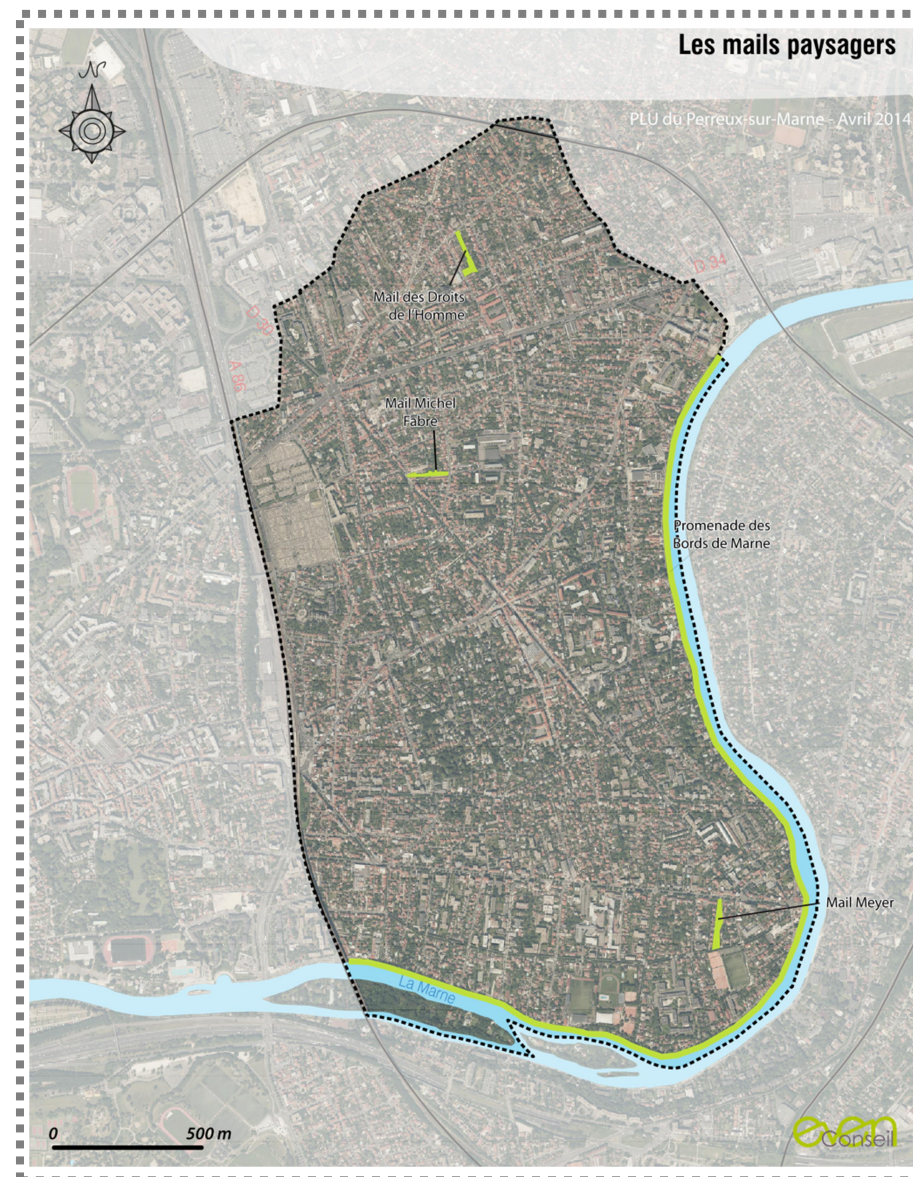 Les mails paysagers
PLU du Perreux-sur-Marne - Avril 2014
N
D 34
Mail des Droits
de l'Homme
A 86
Mail Michel
Fabre
Promenade des
Bords de Marne
Mail Meyer
La Marne
0 500 m
even
Conseil